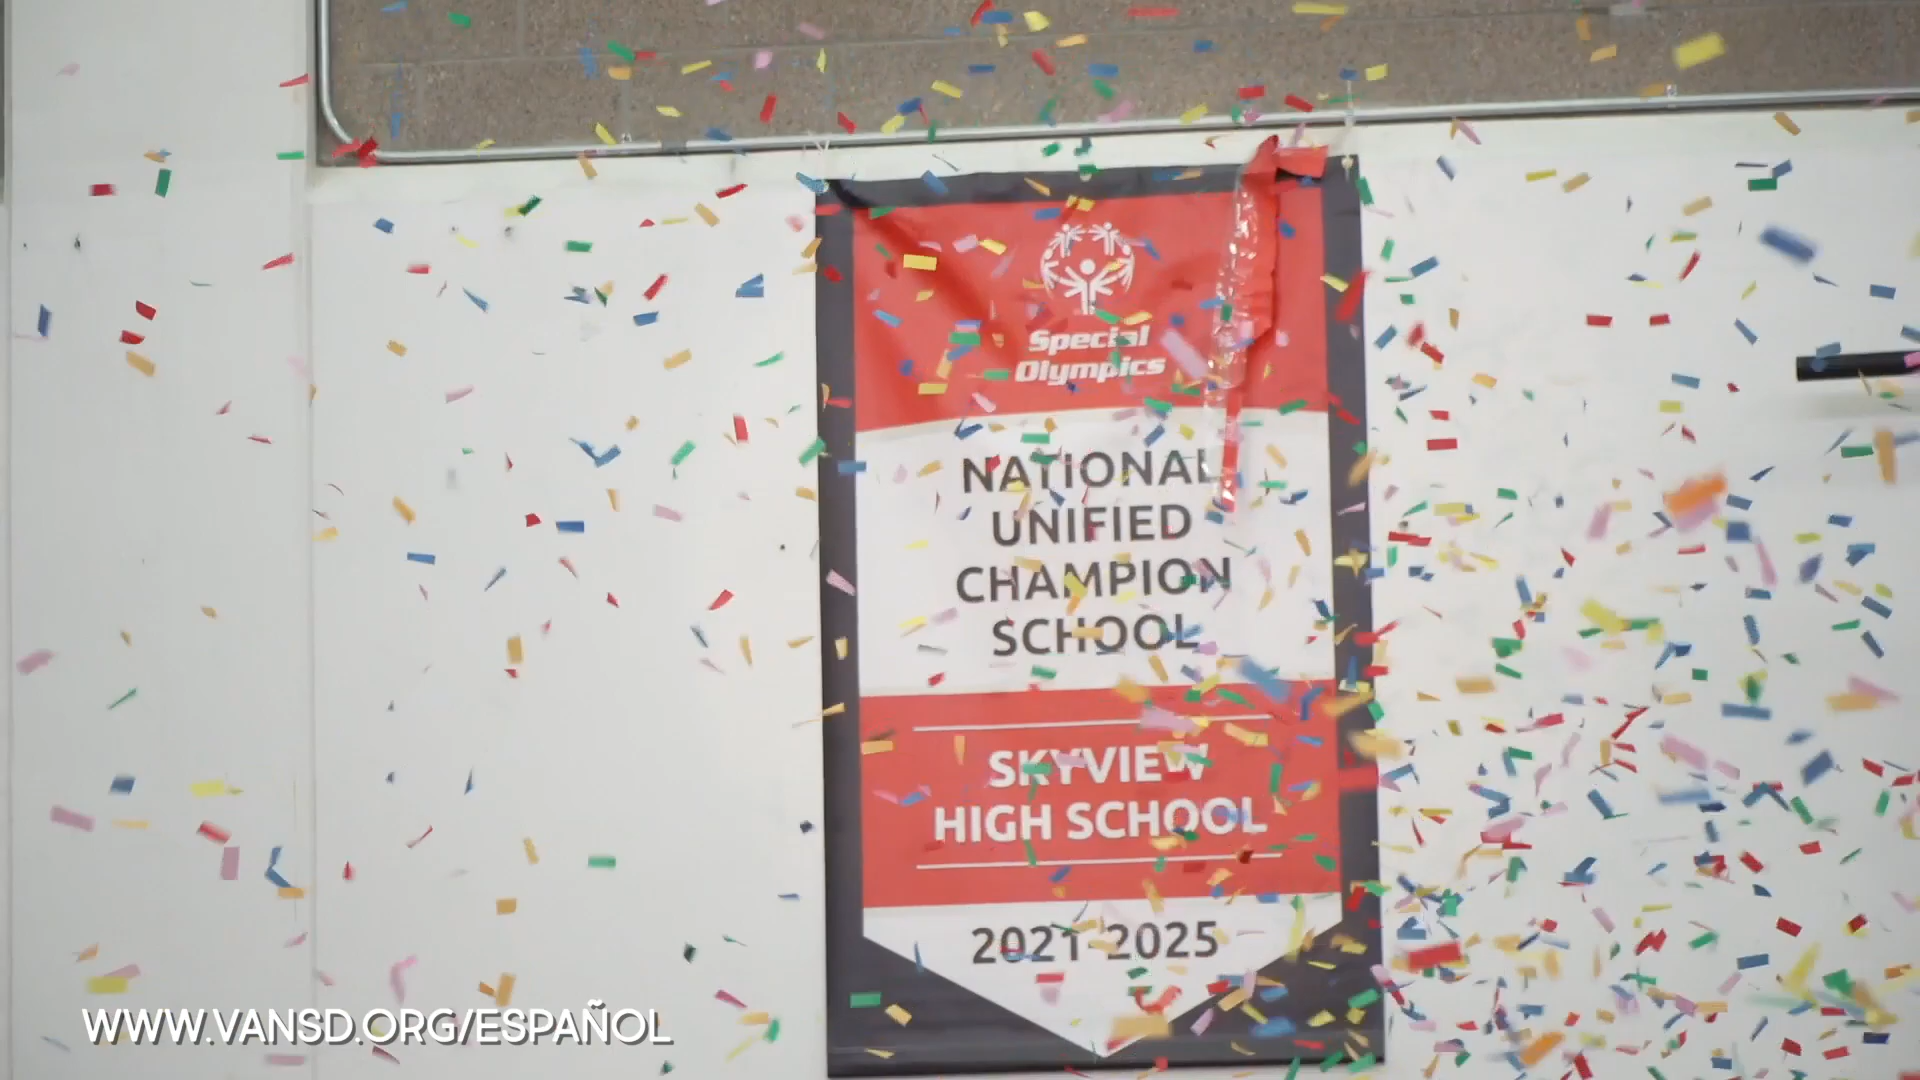 Special
Olympics
NATIONAL
UNIFIED
CHAMPION
SCHOOL
SKYVIEW
HIGH SCHOOL
2021-2025
WWW.VANSD.ORG/ESPAÑOL